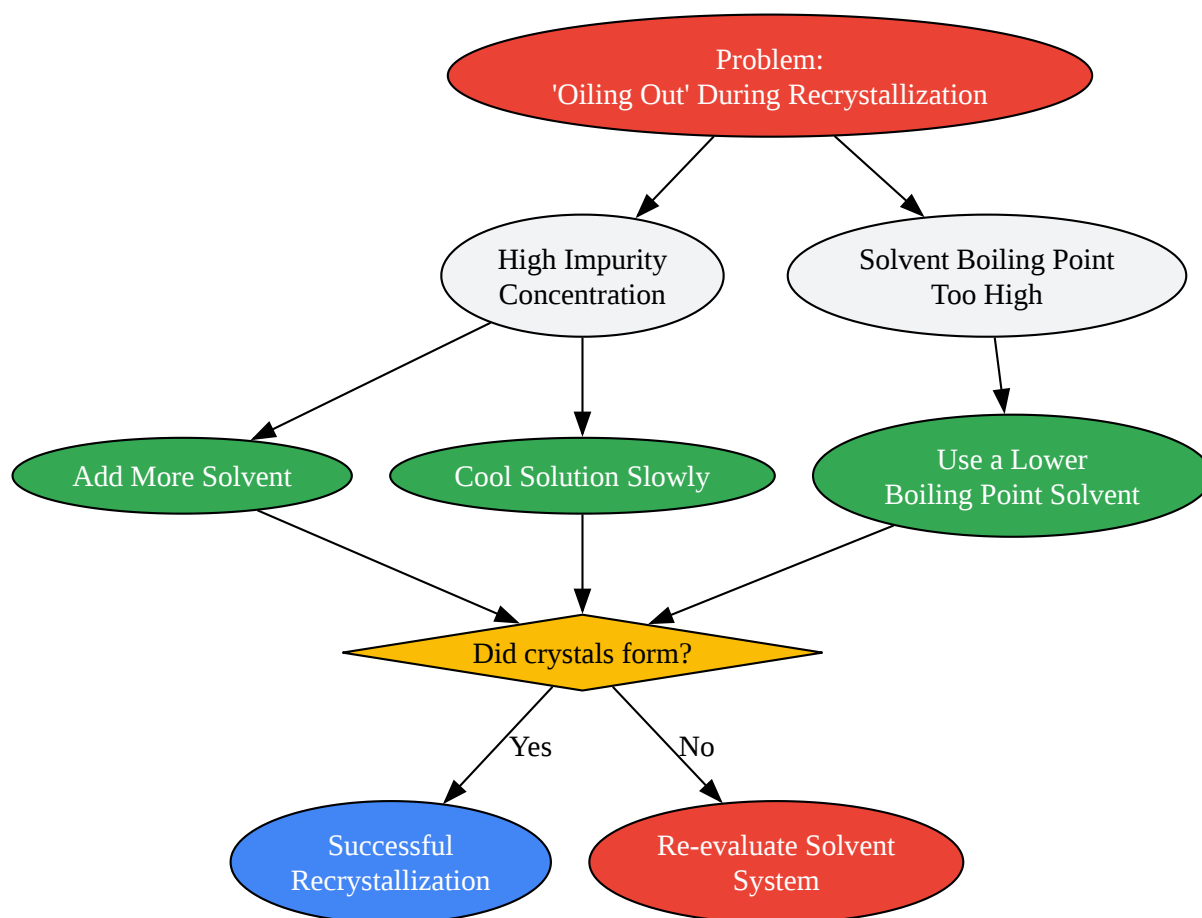 Problem:
'Oiling Out' During Recrystallization
High Impurity
Concentration
Solvent Boiling Point
Too High
Add More Solvent
Cool Solution Slowly
Use a Lower
Boiling Point Solvent
Did crystals form?
Yes
No
Successful
Recrystallization
Re-evaluate Solvent
System